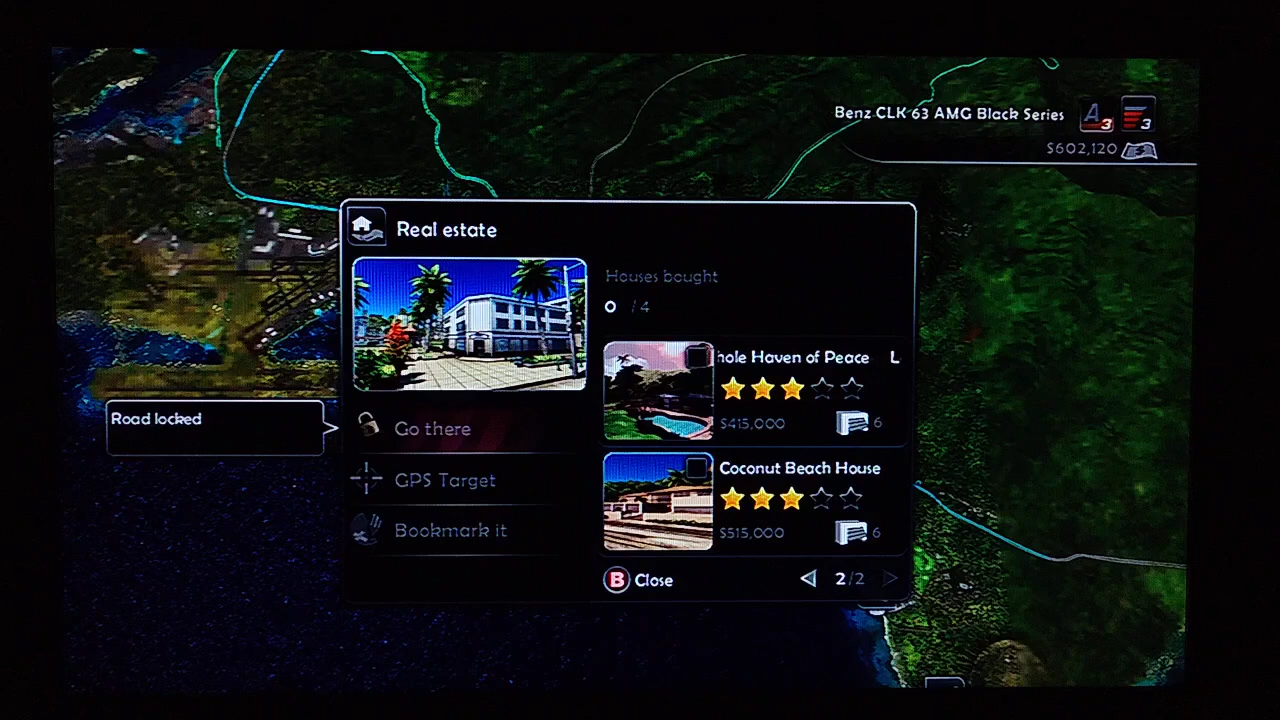 Benz CLK 63 AMG Black Series
A3
3
$602,120
Real estate
Houses bought
0 / 4
hole Haven of Peace L
$415,000
6
Road locked
Go there
GPS Target
Bookmark it
Coconut Beach House
$515,000
6
B Close
2/2